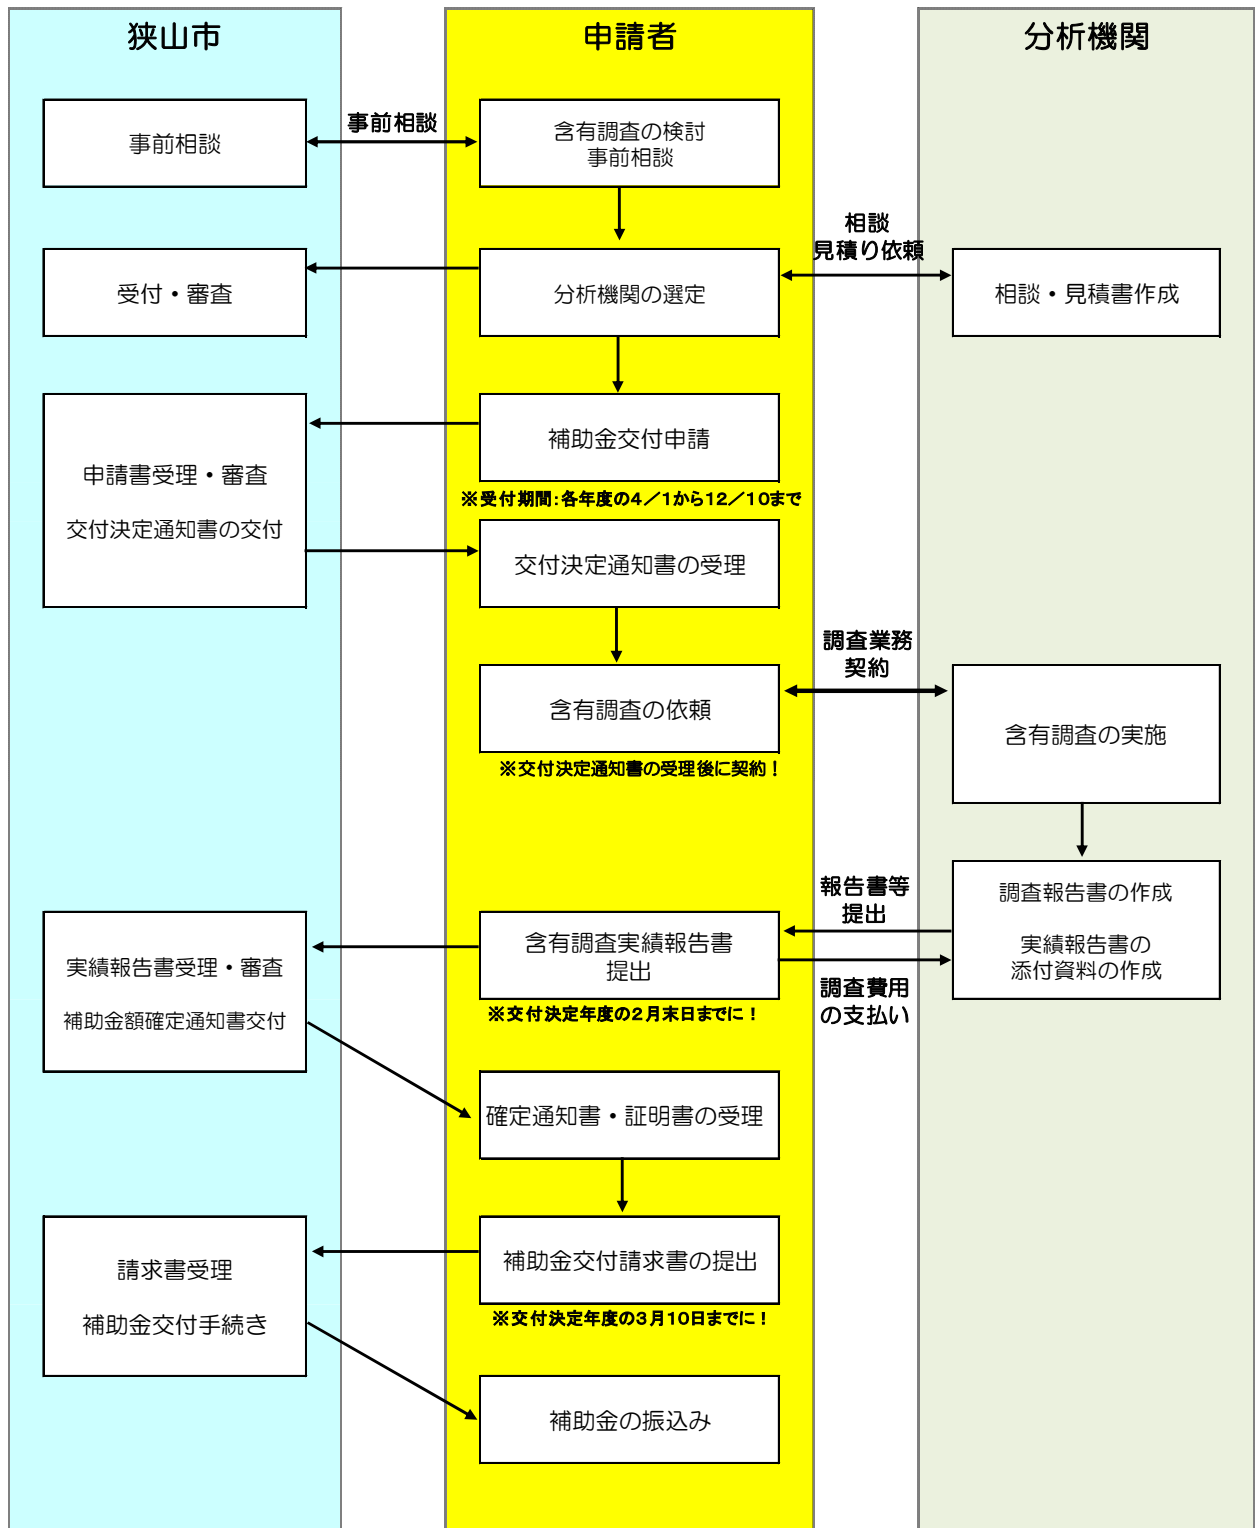 狭山市
申請者
分析機関
事前相談
事前相談
含有調査の検討
事前相談
相談
見積り依頼
受付・審査
分析機関の選定
相談・見積書作成
補助金交付申請
※受付期間:各年度の4／1から12／10まで
申請書受理・審査
交付決定通知書の交付
交付決定通知書の受理
調査業務
契約
含有調査の依頼
※交付決定通知書の受理後に契約！
含有調査の実施
報告書等
提出
調査報告書の作成
実績報告書の
添付資料の作成
含有調査実績報告書
提出
※交付決定年度の2月末日までに！
調査費用
の支払い
実績報告書受理・審査
補助金額確定通知書交付
確定通知書・証明書の受理
補助金交付請求書の提出
※交付決定年度の3月10日までに！
請求書受理
補助金交付手続き
補助金の振込み